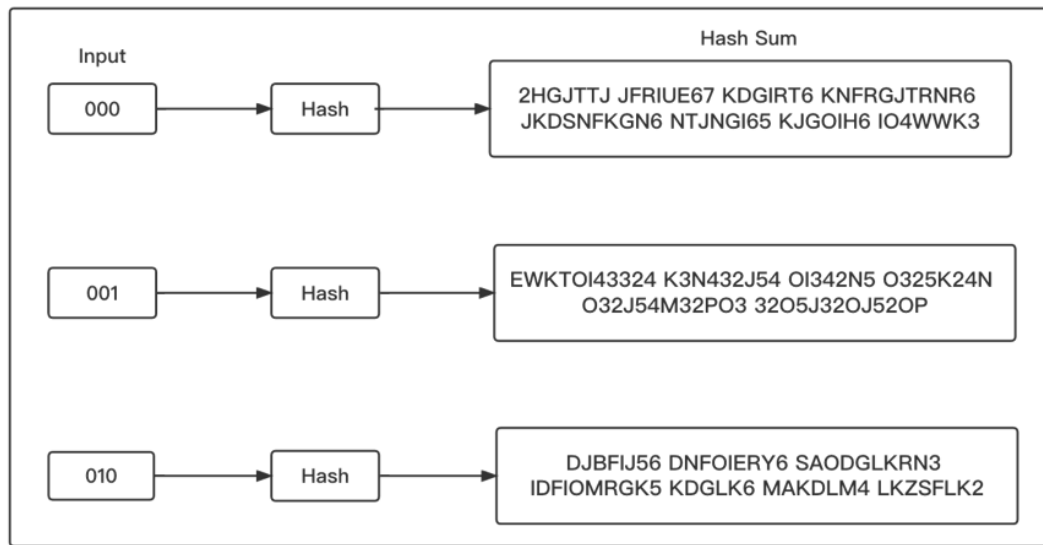 Input
Hash Sum
000
Hash
2HGJTTJ JFRIUE67 KDGIRT6 KNFRGJTRNR6
JKDSNFKGN6 NTJNGI65 KJGOIH6 IO4WWK3
001
Hash
EWKTOI43324 K3N432J54 OI342N5 O325K24N
O32J54M32PO3 32O5J32OJ52OP
010
Hash
DJBFIJ56 DNFOIERY6 SAODGLKRN3
IDFIOMRGK5 KDGLK6 MAKDLM4 LKZSFLK2